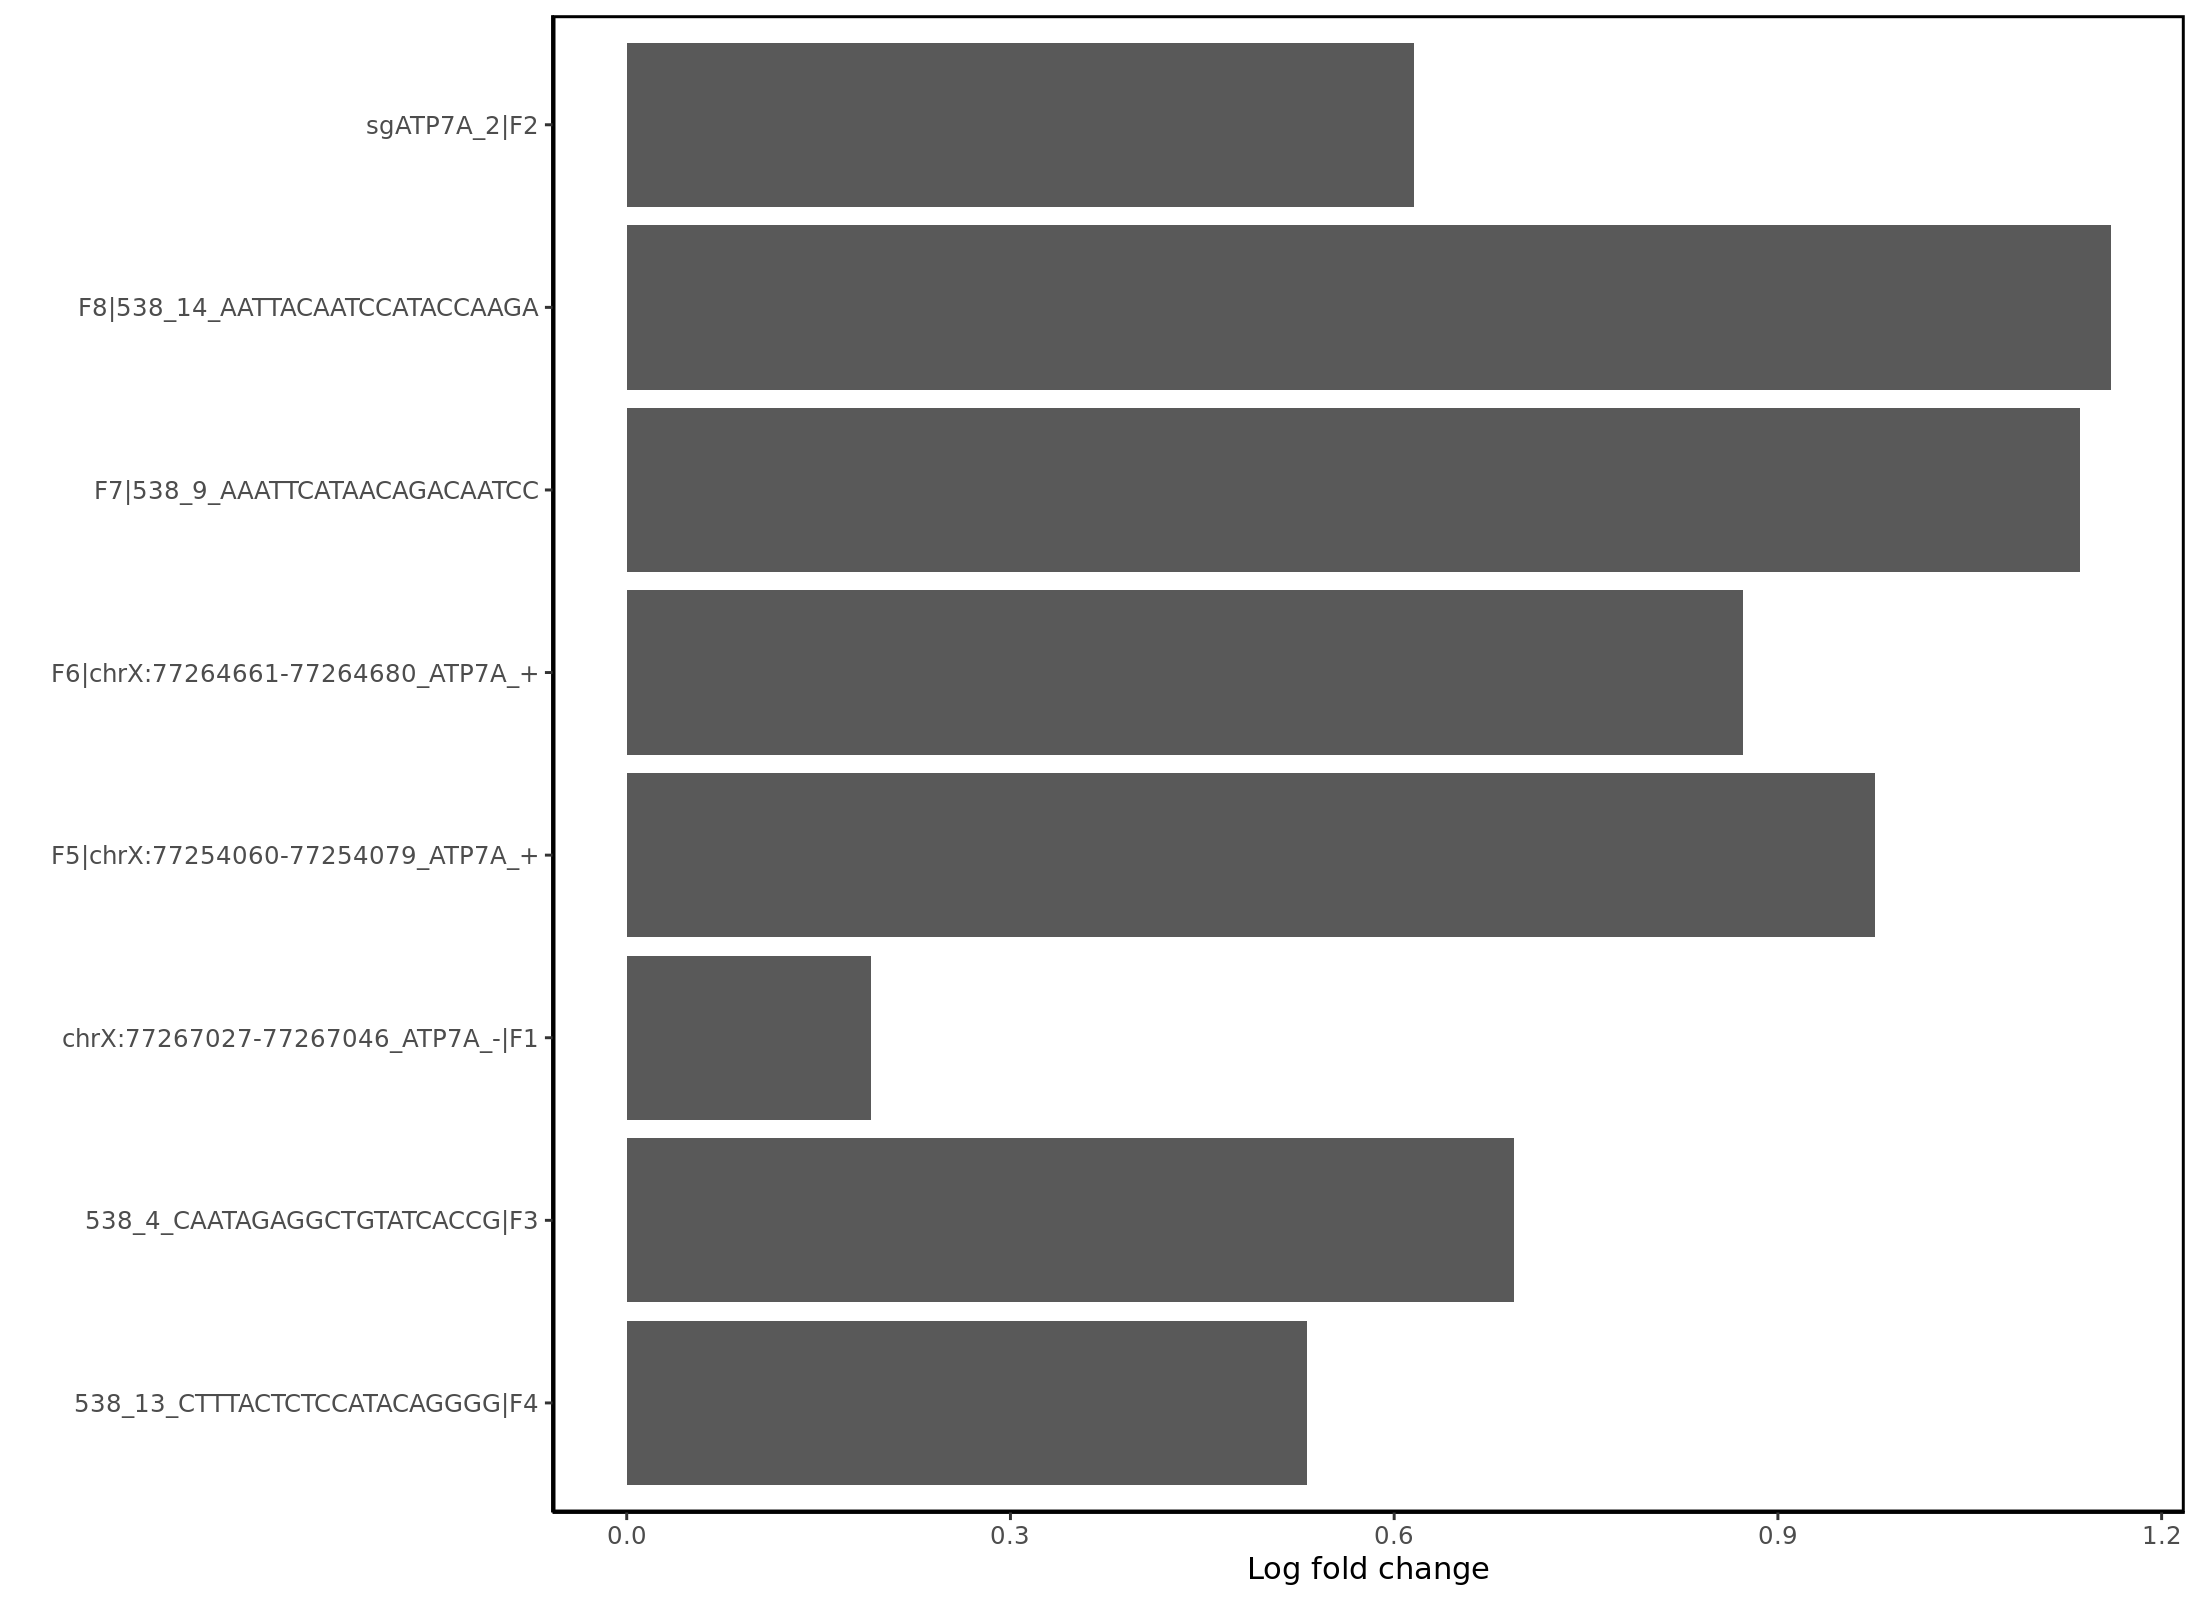 sgATP7A_2|F2
F8|538_14_AATTACAATCCATACCAAGA
F7|538_9_AAATTCATAACAGACAATCC
F6|chrX:77264661-77264680_ATP7A_+
F5|chrX:77254060-77254079_ATP7A_+
chrX:77267027-77267046_ATP7A_-|F1
538_4_CAATAGAGGCTGTATCACCG|F3
538_13_CTTTACTCTCCATACAGGGG|F4
0.0 0.3 0.6 0.9 1.2
Log fold change